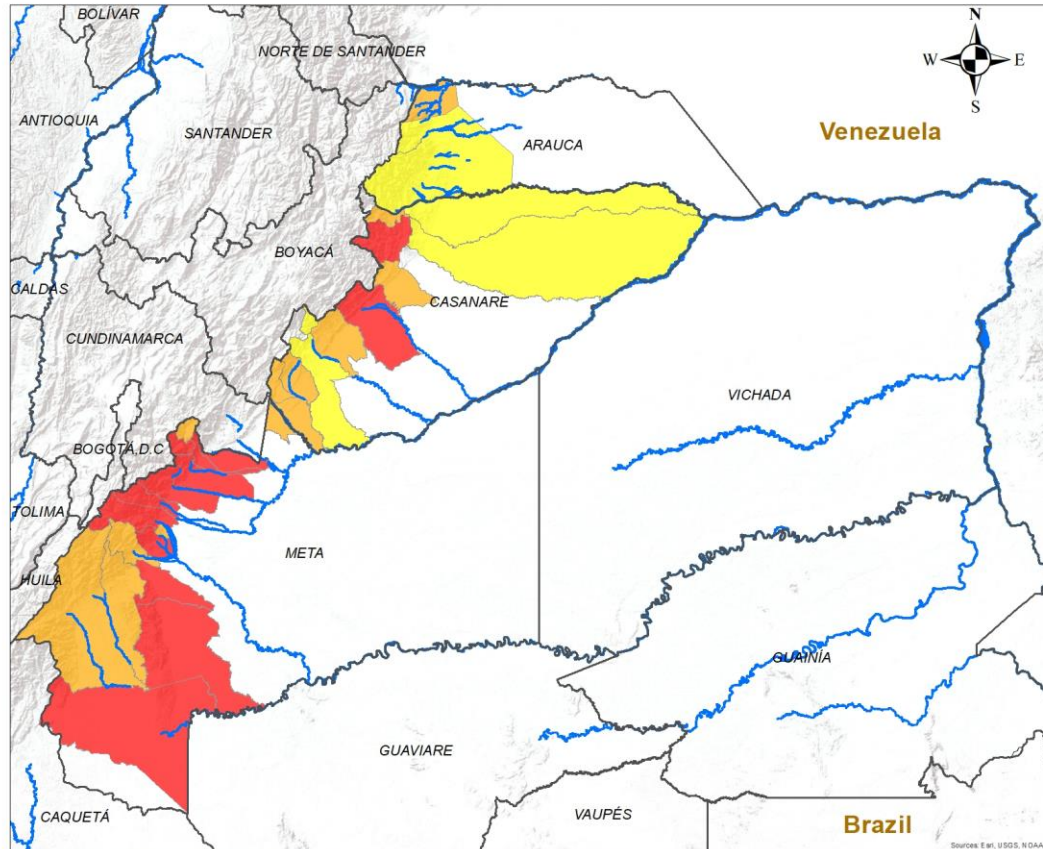 BOLÍVAR
NORTE DE SANTANDER
N
W
E
S
ANTIOQUIA
SANTANDER
ARAUCA
Venezuela
BOYACÁ
CALDAS
CASANARE
CUNDINAMARCA
VICHADA
BOGOTÁ,D.C
TOLIMA
META
HUILA
GUAINÍA
GUAVIARE
CAQUETÁ
VAUPÉS
Brazil
Sources: Esri, USGS, NOAA